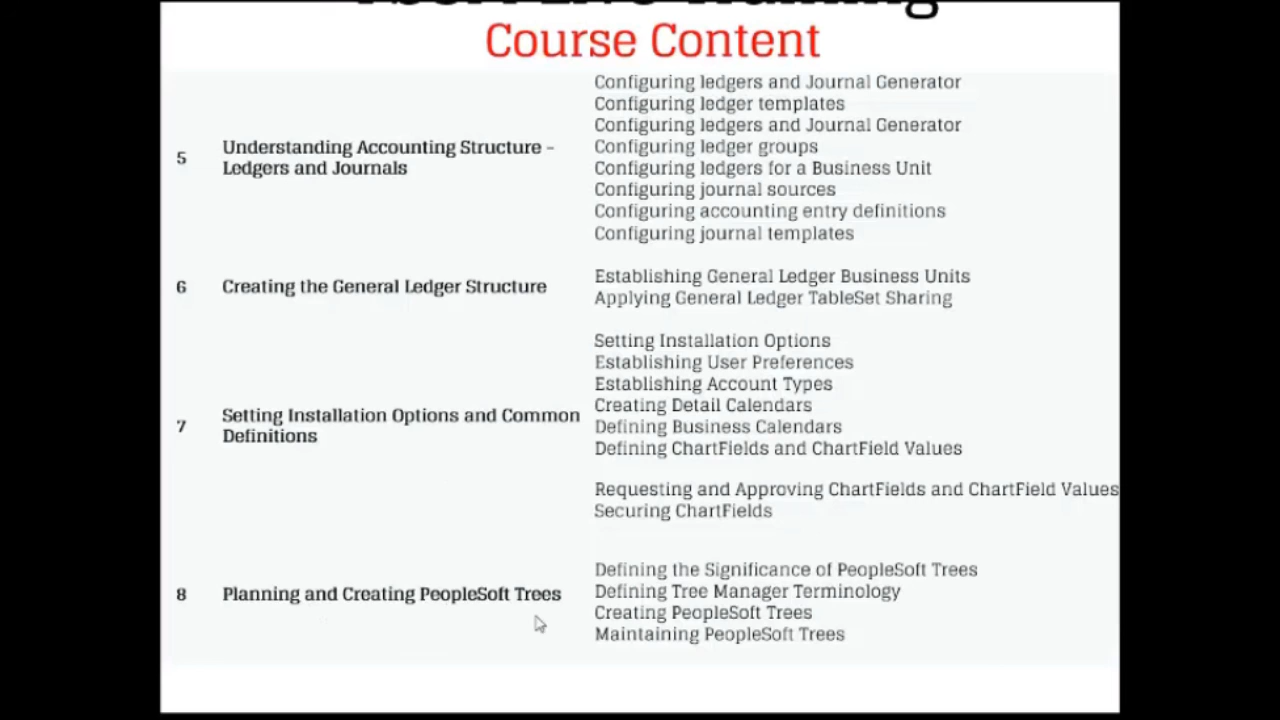 Course Content
Configuring ledgers and Journal Generator
Configuring ledger templates
Configuring ledgers and Journal Generator
5
Understanding Accounting Structure -
Ledgers and Journals
Configuring ledger groups
Configuring ledgers for a Business Unit
Configuring journal sources
Configuring accounting entry definitions
Configuring journal templates
6
Creating the General Ledger Structure
Establishing General Ledger Business Units
Applying General Ledger TableSet Sharing
7
Setting Installation Options and Common
Definitions
Setting Installation Options
Establishing User Preferences
Establishing Account Types
Creating Detail Calendars
Defining Business Calendars
Defining ChartFields and ChartField Values
Requesting and Approving ChartFields and ChartField Values
Securing ChartFields
8
Planning and Creating PeopleSoft Trees
Defining the Significance of PeopleSoft Trees
Defining Tree Manager Terminology
Creating PeopleSoft Trees
Maintaining PeopleSoft Trees